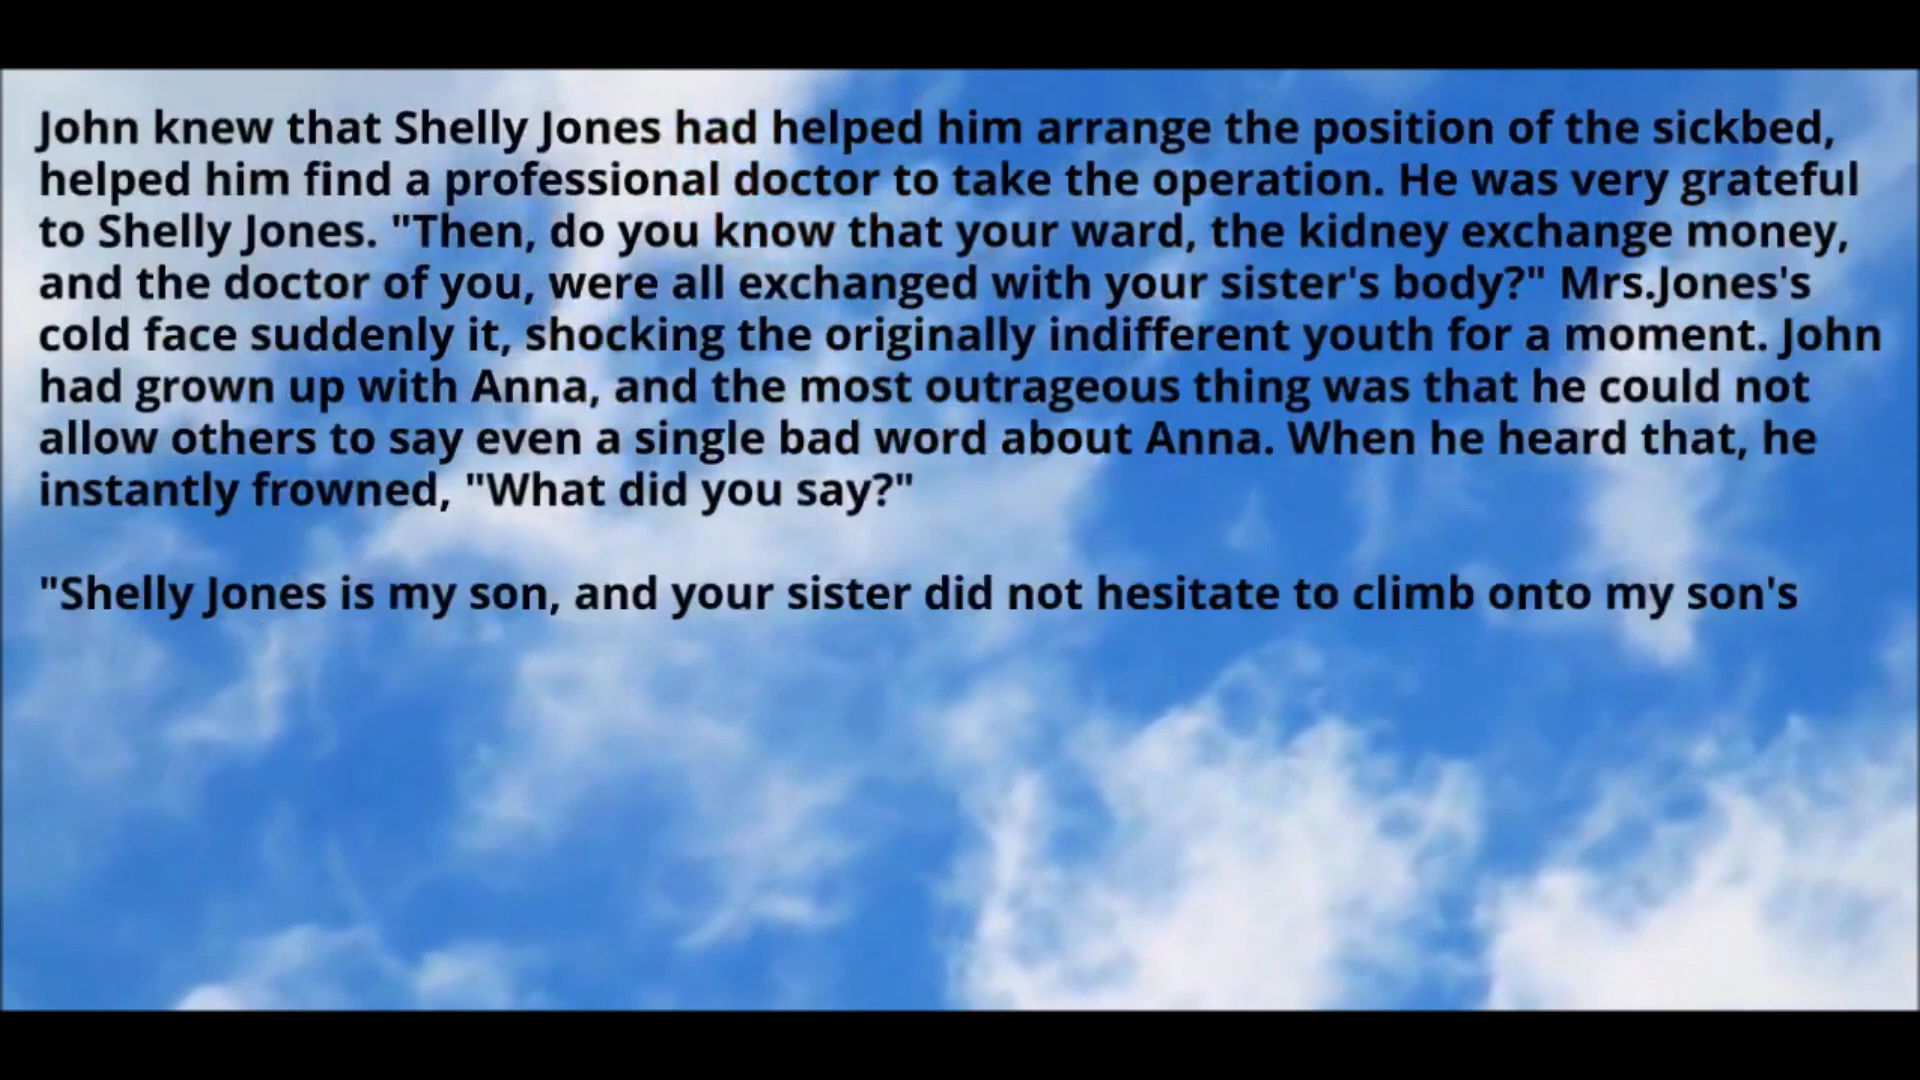 John knew that Shelly Jones had helped him arrange the position of the sickbed,
helped him find a professional doctor to take the operation. He was very grateful
to Shelly Jones. "Then, do you know that your ward, the kidney exchange money,
and the doctor of you, were all exchanged with your sister's body?" Mrs.Jones's
cold face suddenly it, shocking the originally indifferent youth for a moment. John
had grown up with Anna, and the most outrageous thing was that he could not
allow others to say even a single bad word about Anna. When he heard that, he
instantly frowned, "What did you say?"
"Shelly Jones is my son, and your sister did not hesitate to climb onto my son's